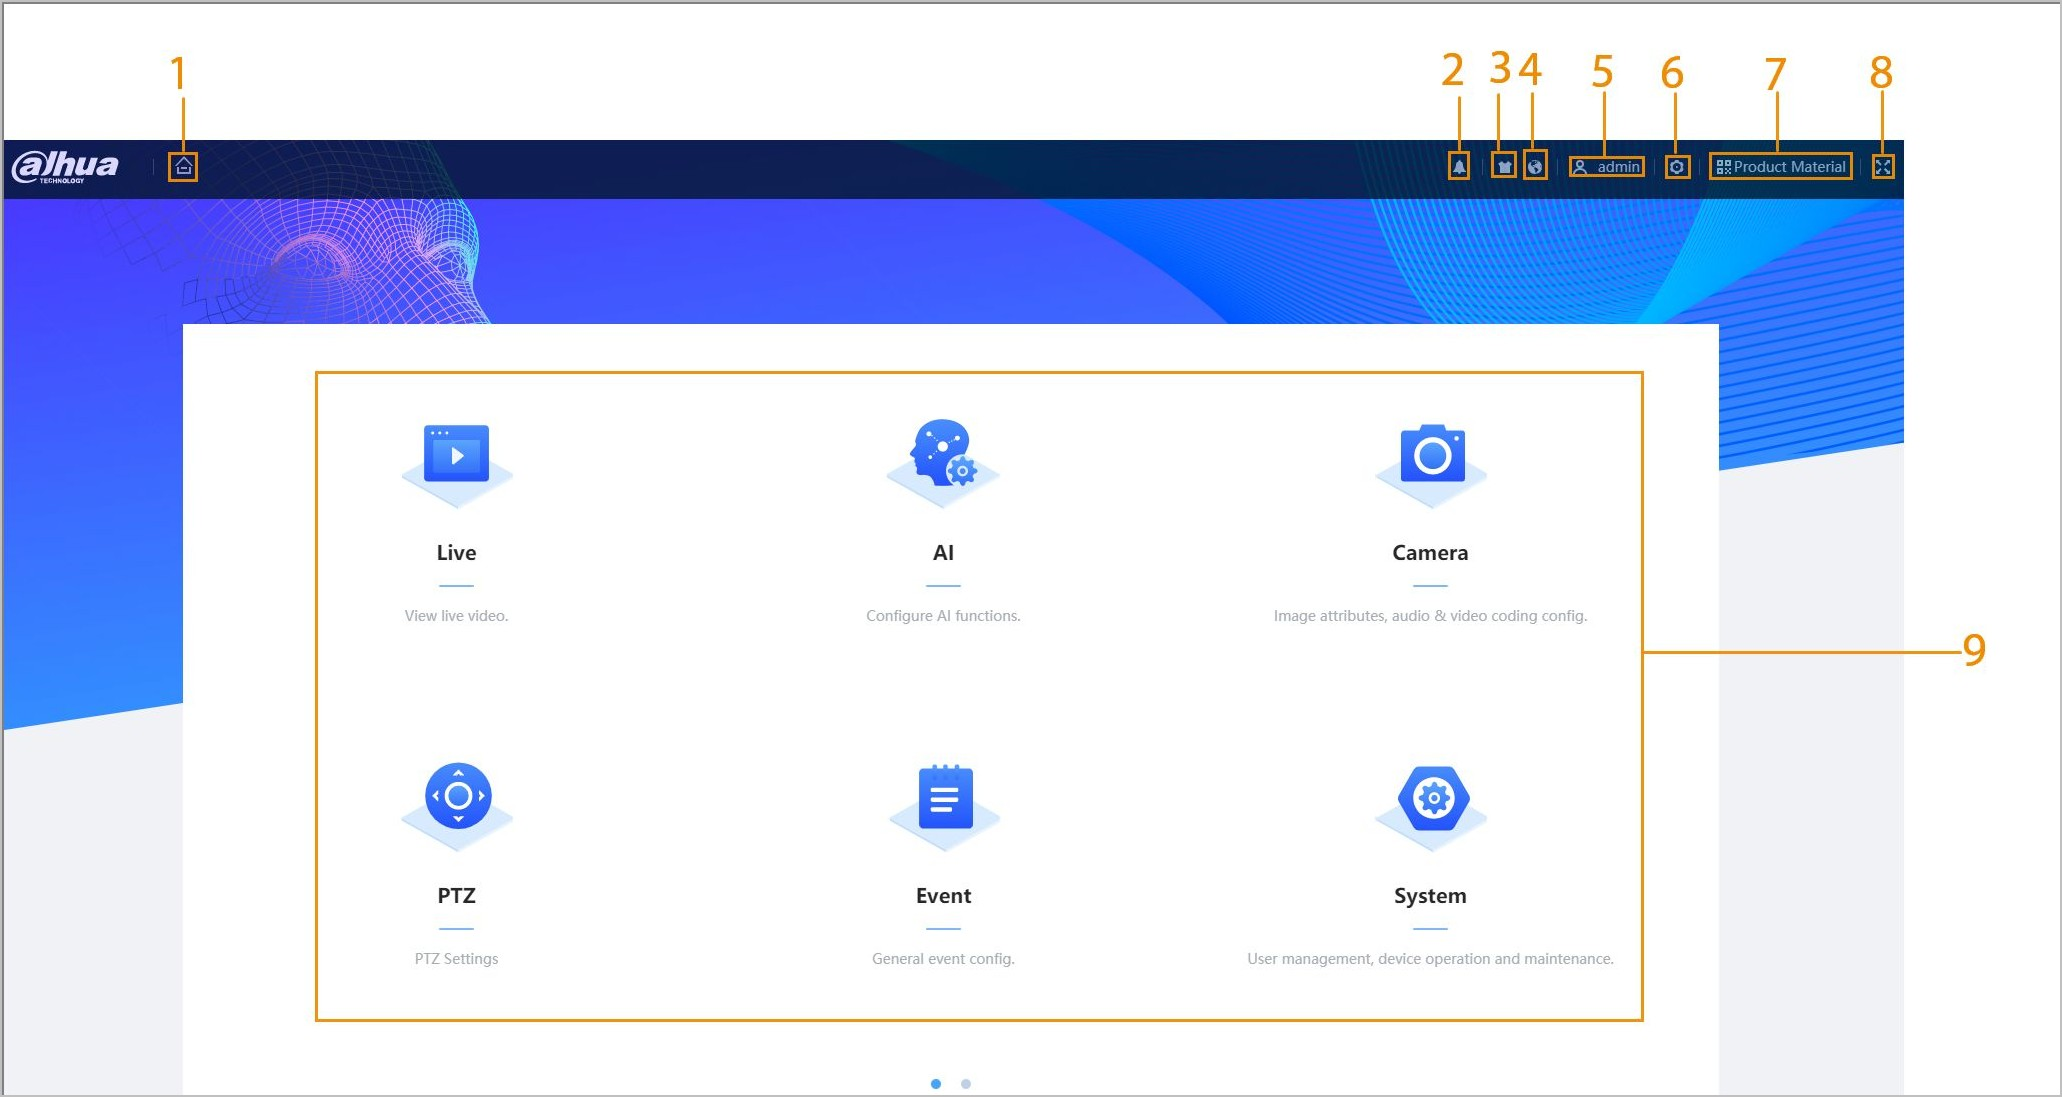 1 2 3 4 5 6 7 8
alhua admin Product Material
TECHNOLOGY
Live AI Camera
View live video. Configure AI functions. Image attributes, audio & video coding config.
9
PTZ Event System
PTZ Settings General event config. User management, device operation and maintenance.